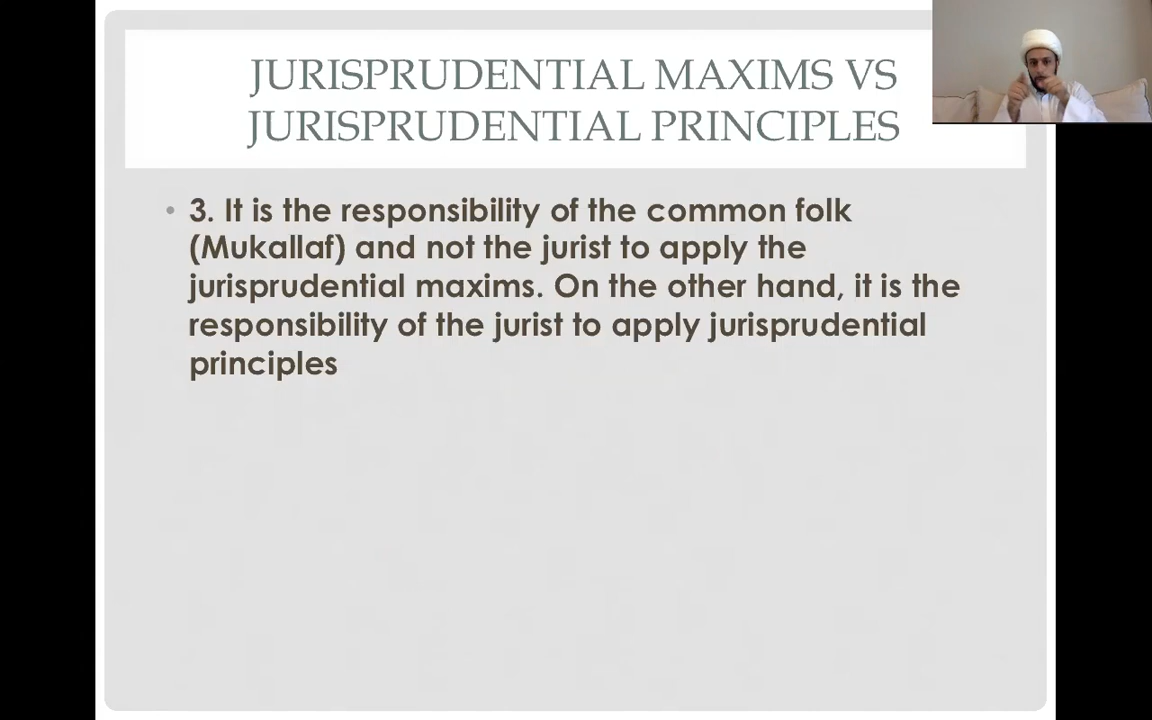 JURISPRUDENTIAL MAXIMS VS
JURISPRUDENTIAL PRINCIPLES
• 3. It is the responsibility of the common folk
(Mukallaf) and not the jurist to apply the
jurisprudential maxims. On the other hand, it is the
responsibility of the jurist to apply jurisprudential
principles